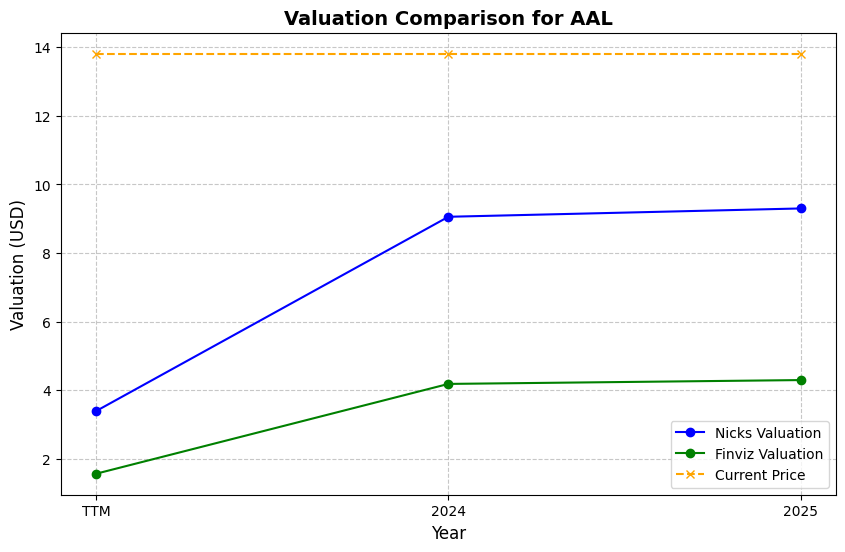 Valuation Comparison for AAL
Valuation (USD)
14
12
10
8
6
4
2
TTM
2024
2025
Year
Nicks Valuation
Finviz Valuation
Current Price